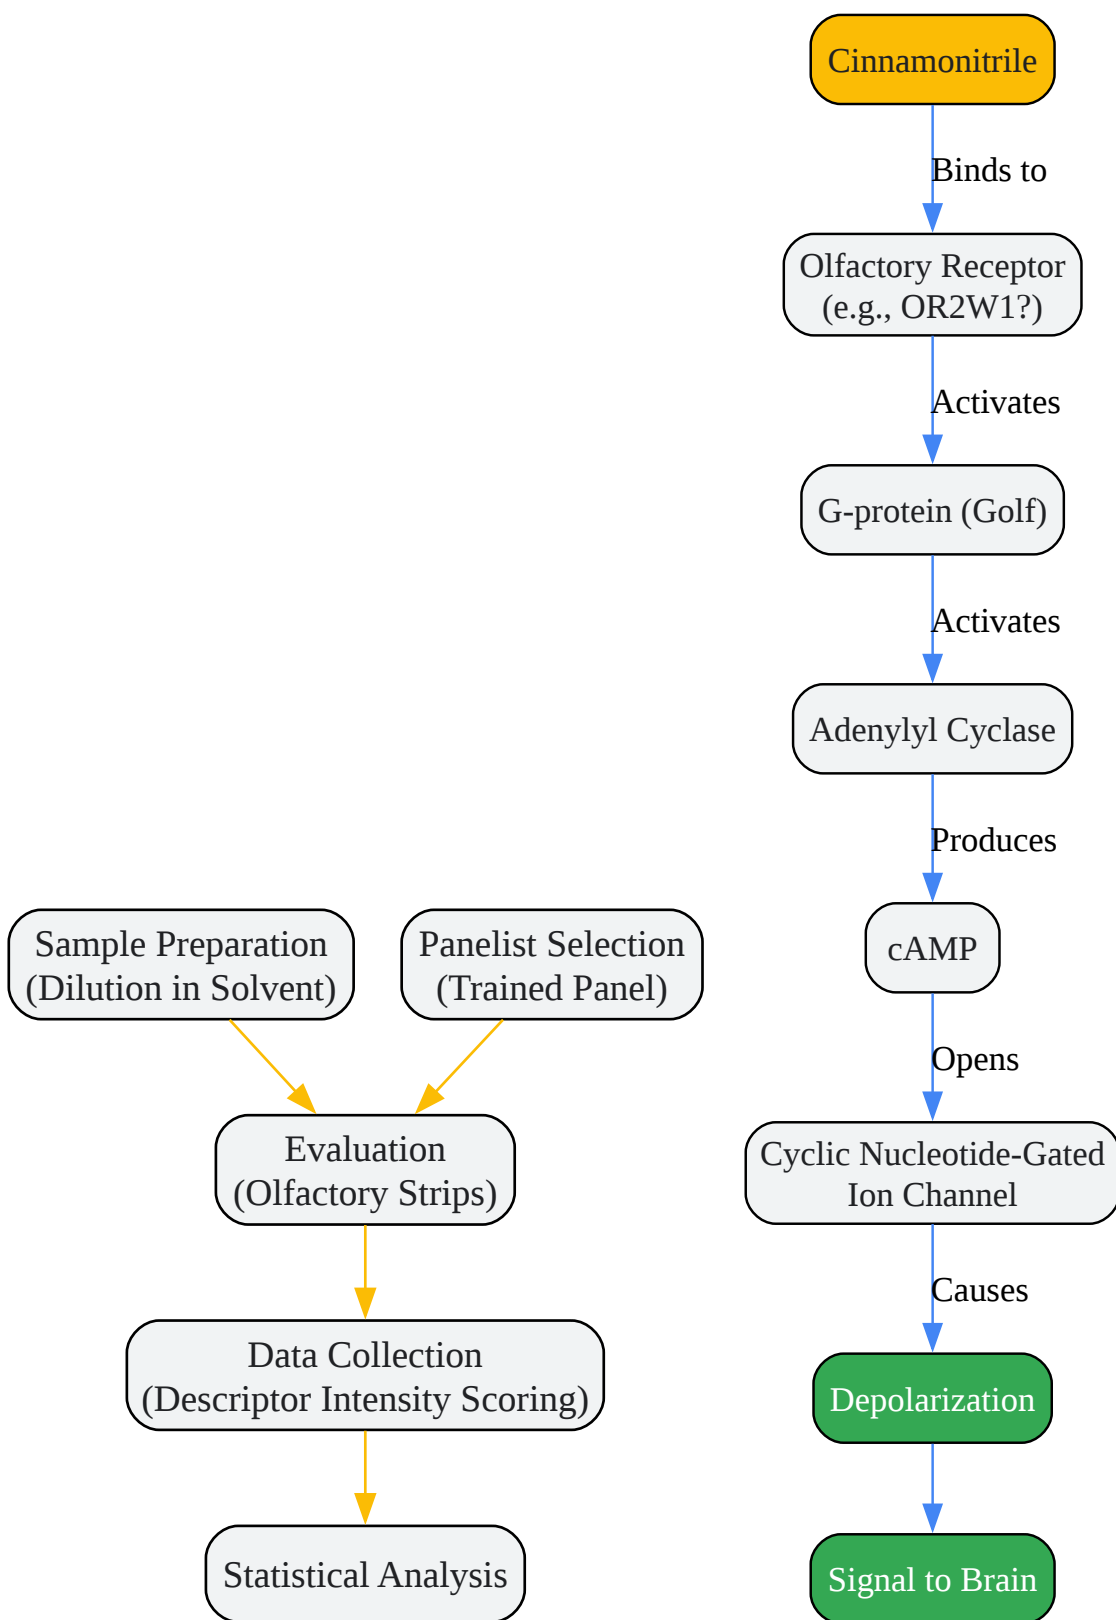 Cinnamonitrile
Binds to
Olfactory Receptor
(e.g., OR2W1?)
Activates
G-protein (Golf)
Activates
Adenylyl Cyclase
Produces
cAMP
Opens
Cyclic Nucleotide-Gated
Ion Channel
Causes
Depolarization
Signal to Brain
Sample Preparation
(Dilution in Solvent)
Panelist Selection
(Trained Panel)
Evaluation
(Olfactory Strips)
Data Collection
(Descriptor Intensity Scoring)
Statistical Analysis